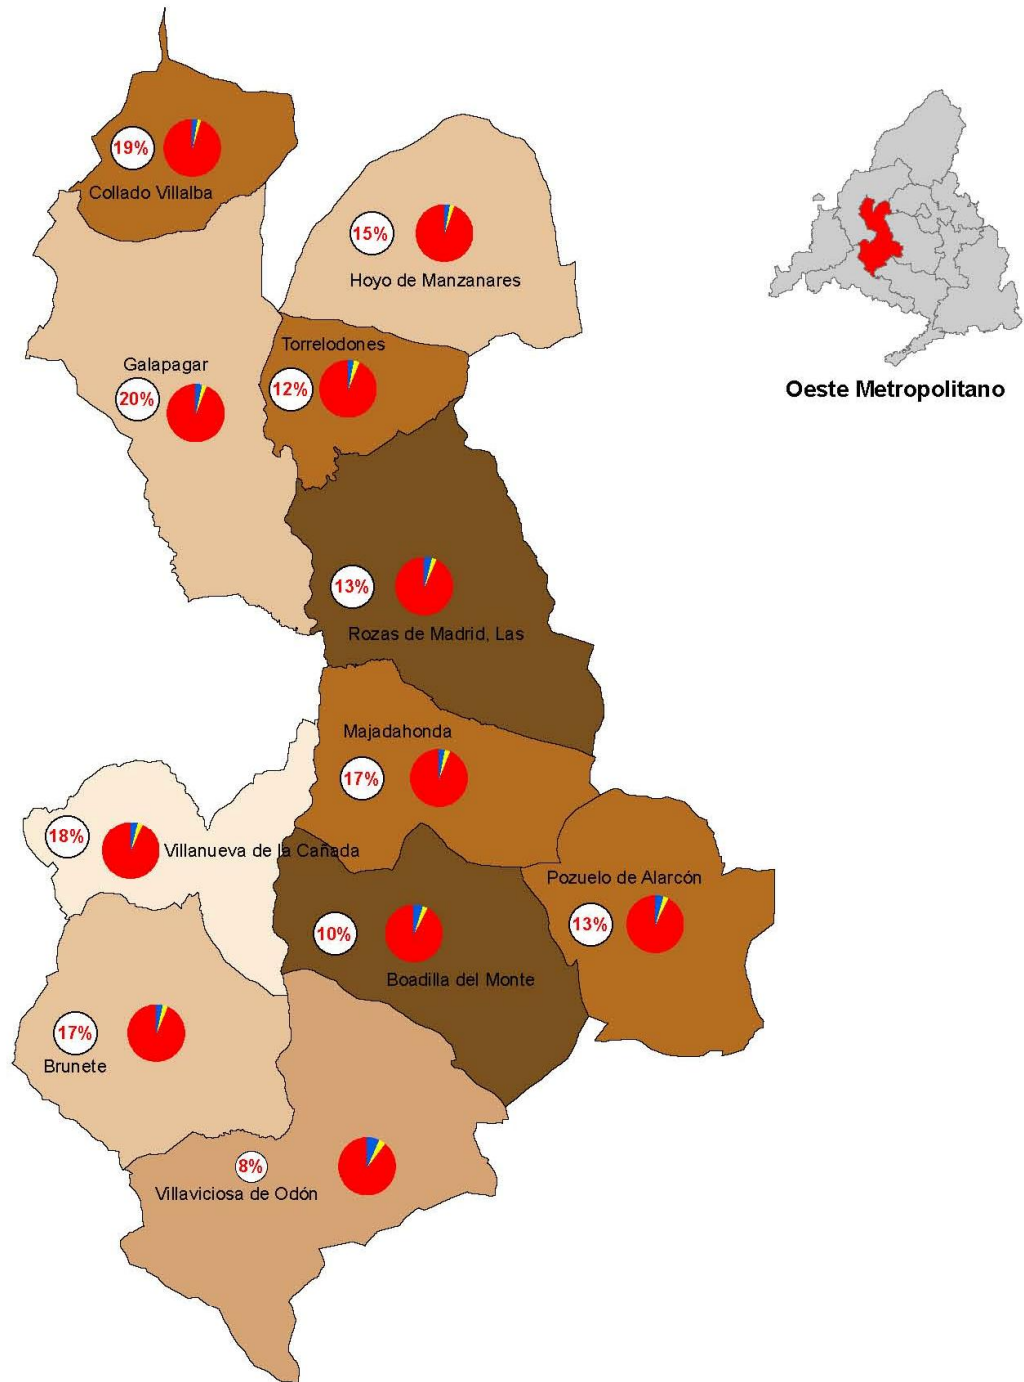 19%
Collado Villalba
15%
Hoyo de Manzanares
Torrelodones
12%
Galapagar
20%
Oeste Metropolitano
13%
Rozas de Madrid, Las
Majadahonda
17%
18%
Villanueva de la Cañada
Pozuelo de Alarcón
13%
10%
Boadilla del Monte
17%
Brunete
8%
Villaviciosa de Odón